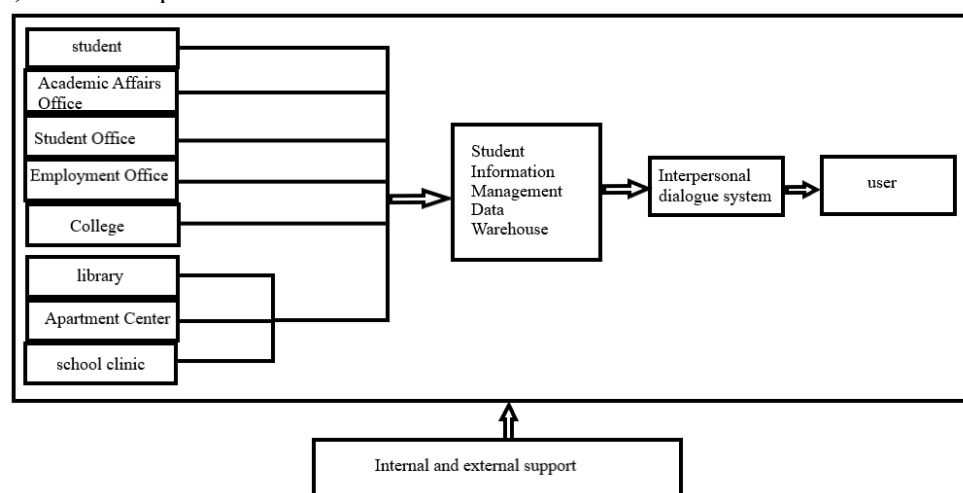 student
Academic Affairs
Office
Student Office
Employment Office
College
library
Apartment Center
school clinic
Student
Information
Management
Data
Warehouse
Interpersonal
dialogue system
user
Internal and external support